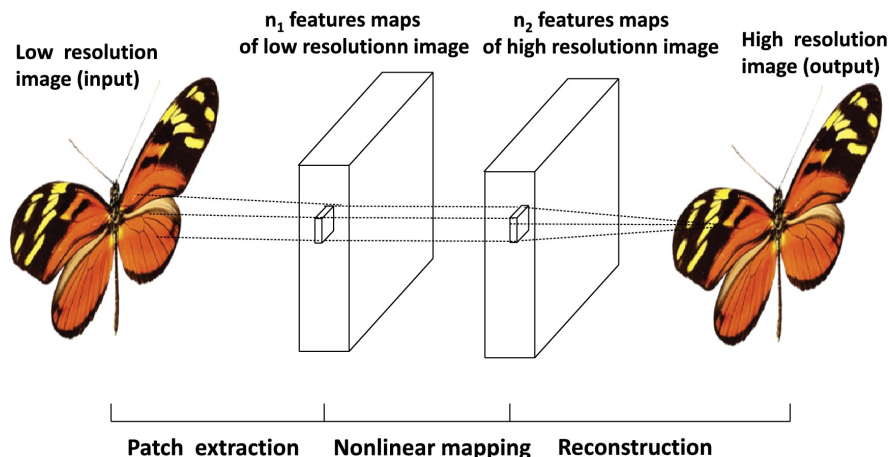 Low resolution
image (input)
n₁ features maps
of low resolutionn image
n₂ features maps
of high resolutionn image
High resolution
image (output)
Patch extraction
Nonlinear mapping
Reconstruction